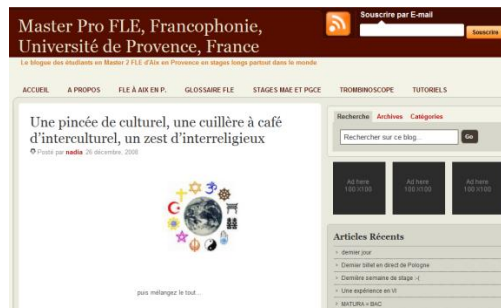 Master Pro FLE, Francophonie,
Université de Provence, France
Le blogue des étudiants en Master 2 FLE d'Aix en Provence en stages longs partout dans le monde
Souscrire par E-mail
Souscrire
ACCUEIL A PROPOS FLE À AIX EN P. GLOSSAIRE FLE STAGES MAE ET PGCE TROMBINOSCOPE TUTORIELS
Une pincée de culturel, une cuillère à café
d'interculturel, un zest d'interreligieux
Posté par nadia 26 décembre, 2008
puis mélangez le tout...
Recherche Archives Catégories
Rechercher sur ce blog... Go
Ad here
100 X100
Ad here
100 X100
Ad here
100 X100
Articles Récents
dernier jour
Dernier billet en direct de Pologne
Dernière semaine de stage :-(
Une expérience en VI
MATURA = BAC